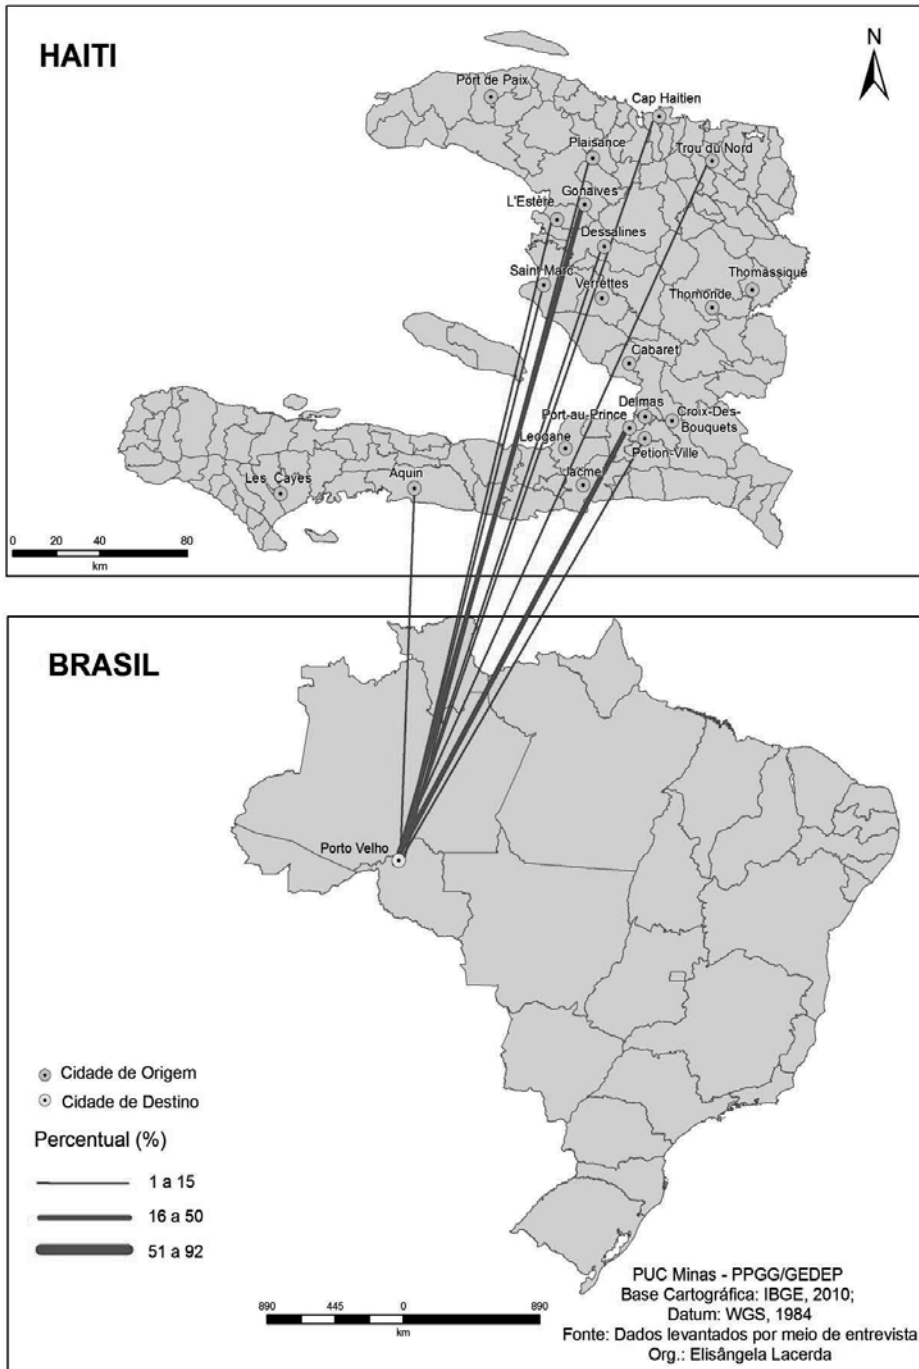 HAITI
N
Port de Paix
Cap Haitien
Plaisance
Trou du Nord
Gonaives
L'Estère
Dessalines
Saint Marc
Verrettes
Thomassique
Thomonde
Cabaret
Delmas
Port-au-Prince
Croix-Des-
Bouquets
Leogane
Petion-Ville
Jacmel
Les Cayes
Aquin
0 20 40 80
km
BRASIL
Porto Velho
Cidade de Origem
Cidade de Destino
Percentual (%)
1 a 15
16 a 50
51 a 92
890 445 0 890
km
PUC Minas - PPGG/GEDEP
Base Cartográfica: IBGE, 2010;
Datum: WGS, 1984
Fonte: Dados levantados por meio de entrevista
Org.: Elisângela Lacerda